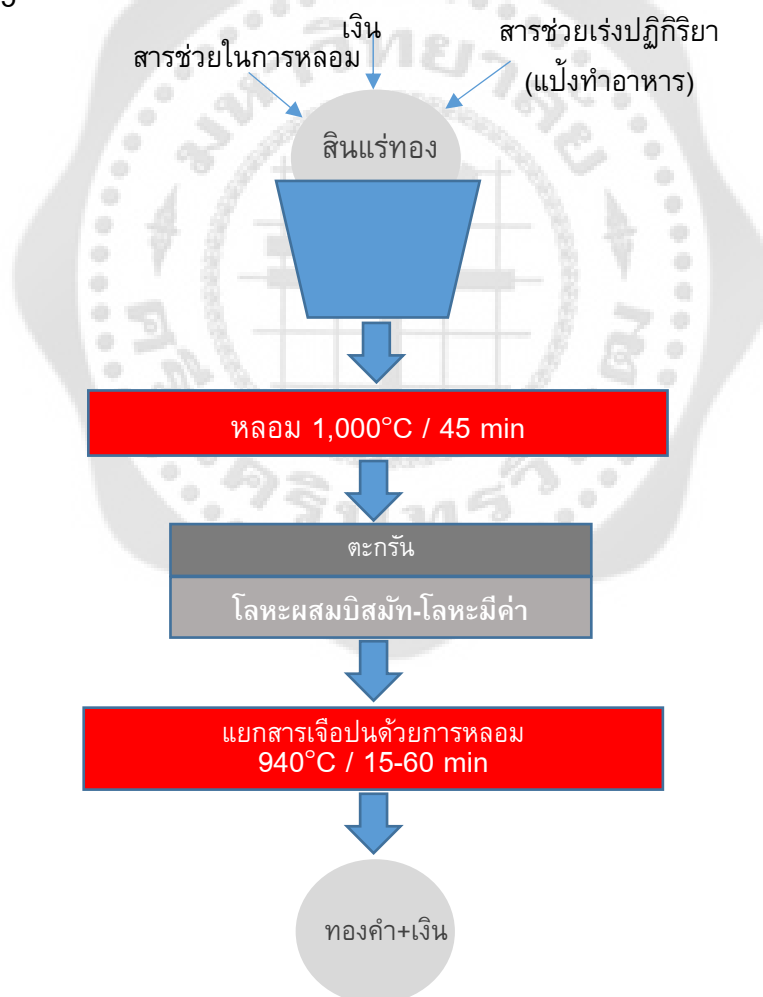 เงิน
สารช่วยในการหลอม
สารช่วยเร่งปฏิกิริยา
(แป้งทำอาหาร)
สินแร่ทอง
หลอม 1,000°C / 45 min
ตะกรัน
โลหะผสมบิสมัท-โลหะมีค่า
แยกสารเจือปนด้วยการหลอม
940°C / 15-60 min
ทองคำ+เงิน